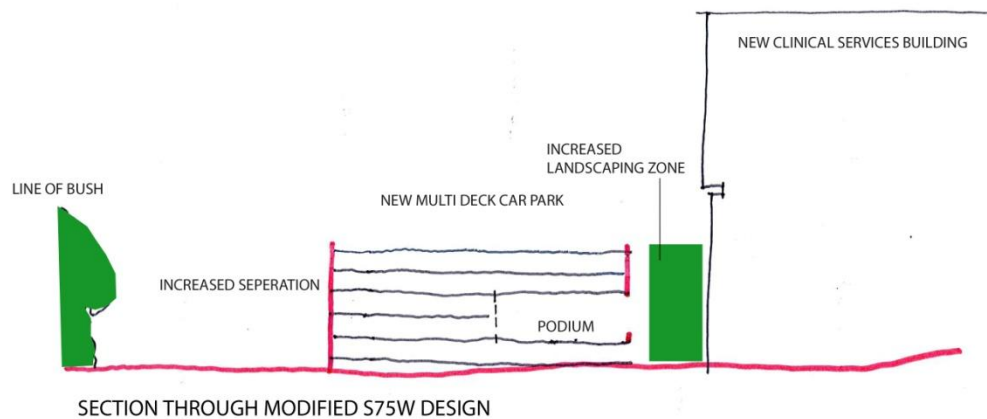 NEW CLINICAL SERVICES BUILDING
INCREASED
LANDSCAPING ZONE
LINE OF BUSH
NEW MULTI DECK CAR PARK
INCREASED SEPERATION
PODIUM
SECTION THROUGH MODIFIED S75W DESIGN